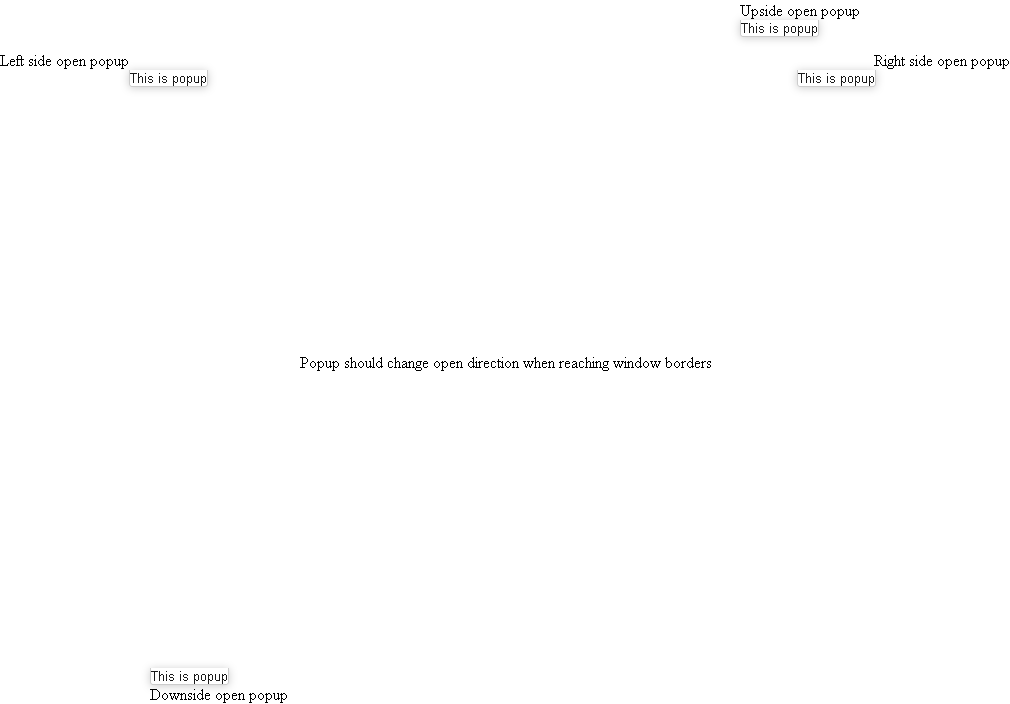 Upside open popup
This is popup
Left side open popup
This is popup
Right side open popup
This is popup
Popup should change open direction when reaching window borders
This is popup
Downside open popup